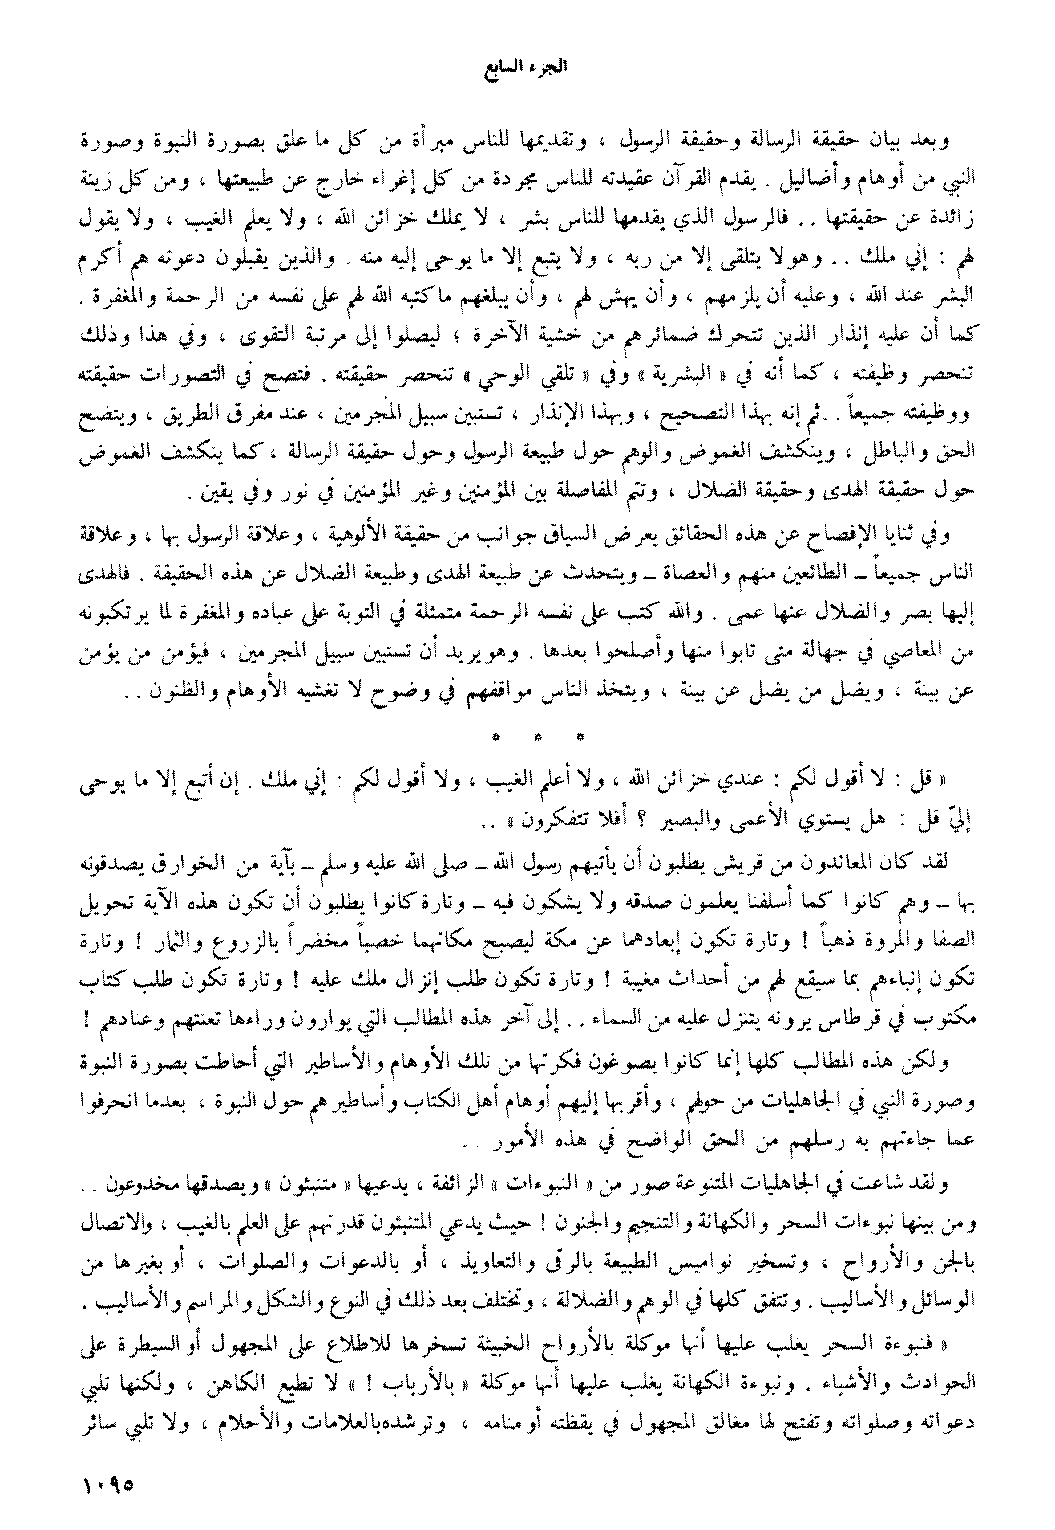 الجزء السابع
وبعد بيان حقيقة الرسالة وحقيقة الرسول ، وتقديمها للناس مبرأة من كل ما علق بصورة النبوة وصورة
النبي من أوهام وأضاليل . يقدم القرآن عقيدته للناس مجردة من كل إغراء خارج عن طبيعتها ، ومن كل زينة
زائدة عن حقيقتها .. فالرسول الذي يقدمها للناس بشر ، لا يملك خزائن الله ، ولا يعلم الغيب ، ولا يقول
لهم : إني ملك .. وهولا يتلقى إلا من ربه ، ولا يتبع إلا ما يوحى إليه منه . والذين يقبلون دعوته هم أكرم
البشر عند الله ، وعليه أن يلزمهم ، وأن يهش لهم ، وأن يبلغهم ماكتبه الله لهم على نفسه من الرحمة والمغفرة .
كما أن عليه إنذار الذين تتحرك ضمائرهم من خشية الآخرة ؛ ليصلوا إلى مرتبة التقوى ، وفي هذا وذلك
تنحصر وظيفته ، كما أنه في « البشرية » وفي « تلقي الوحي » تنحصر حقيقته . فتصح في التصورات حقيقته
ووظيفته جميعاً . . ثم إنه بهذا التصحيح ، وبهذا الإنذار ، تستبين سبيل المجرمين ، عند مفرق الطريق ، ويتضح
الحق والباطل ، وينكشف الغموض والوهم حول طبيعة الرسول وحول حقيقة الرسالة ، كما ينكشف الغموض
حول حقيقة الهدى وحقيقة الضلال ، وتتم المفاصلة بين المؤمنين وغير المؤمنين في نور وفي يقين .
وفي ثنايا الإفصاح عن هذه الحقائق يعرض السياق جوانب من حقيقة الألوهية ، وعلاقة الرسول بها ، وعلاقة
الناس جميعاً – الطائعين منهم والعصاة – ويتحدث عن طبيعة الهدى وطبيعة الضلال عن هذه الحقيقة . فالهدى
إليها بصر والضلال عنها عمى . والله كتب على نفسه الرحمة متمثلة في التوبة على عباده والمغفرة لما يرتكبونه
من المعاصي في جهالة متى تابوا منها وأصلحوا بعدها . وهو يريد أن تستبين سبيل المجرمين ، فيؤمن من يؤمن
عن بينة ، ويضل من يضل عن بينة ، ويتخذ الناس مواقفهم في وضوح لا تغشيه الأوهام والظنون . .
* * *
« قل : لا أقول لكم : عندي خزائن الله ، ولا أعلم الغيب ، ولا أقول لكم : إني ملك . إن أتبع إلا ما يوحى
إليّ قل : هل يستوي الأعمى والبصير ؟ أفلا تتفكرون » ..
لقد كان المعاندون من قريش يطلبون أن يأتيهم رسول الله – صلى الله عليه وسلم – بآية من الخوارق يصدقونه
بها – وهم كانوا كما أسلفنا يعلمون صدقه ولا يشكون فيه – وتارة كانوا يطلبون أن تكون هذه الآية تحويل
الصفا والمروة ذهباً ! وتارة تكون إبعادهما عن مكة ليصبح مكانهما خصباً مخضراً بالزروع والثمار ! وتارة
تكون إنباءهم بما سيقع لهم من أحداث مغيبة ! وتارة تكون طلب إنزال ملك عليه ! وتارة تكون طلب كتاب
مكتوب في قرطاس يرونه يتنزل عليه من السماء . . إلى آخر هذه المطالب التي يوارون وراءها تعنتهم وعنادهم !
ولكن هذه المطالب كلها إنما كانوا يصوغون فكرتها من تلك الأوهام والأساطير التي أحاطت بصورة النبوة
وصورة النبي في الجاهليات من حولهم ، وأقربها إليهم أوهام أهل الكتاب وأساطيرهم حول النبوة ، بعدما انحرفوا
عما جاءتهم به رسلهم من الحق الواضح في هذه الأمور . .
ولقد شاعت في الجاهليات المتنوعة صور من « النبوءات » الزائفة ، يدعيها « متنبئون » ويصدقها مخدوعون . .
ومن بينها نبوءات السحر والكهانة والتنجيم والجنون ! حيث يدعي المتنبئون قدرتهم على العلم بالغيب ، والاتصال
بالجن والأرواح ، وتسخير نواميس الطبيعة بالرقى والتعاويذ ، أو بالدعوات والصلوات ، أو بغيرها من
الوسائل والأساليب . وتتفق كلها في الوهم والضلالة ، وتختلف بعد ذلك في النوع والشكل والمراسم والأساليب .
« فنبوءة السحر يغلب عليها أنها موكلة بالأرواح الخبيثة تسخرها للاطلاع على المجهول أو السيطرة على
الحوادث والأشياء . ونبوءة الكهانة يغلب عليها أنها موكلة « بالأرباب ! » لا تطيع الكاهن ، ولكنها تلبي
دعواته وصلواته وتفتح لها مغالق المجهول في يقظته أو منامه ، وترشده بالعلامات والأحلام ، ولا تلبي سائر
١٠٩٥